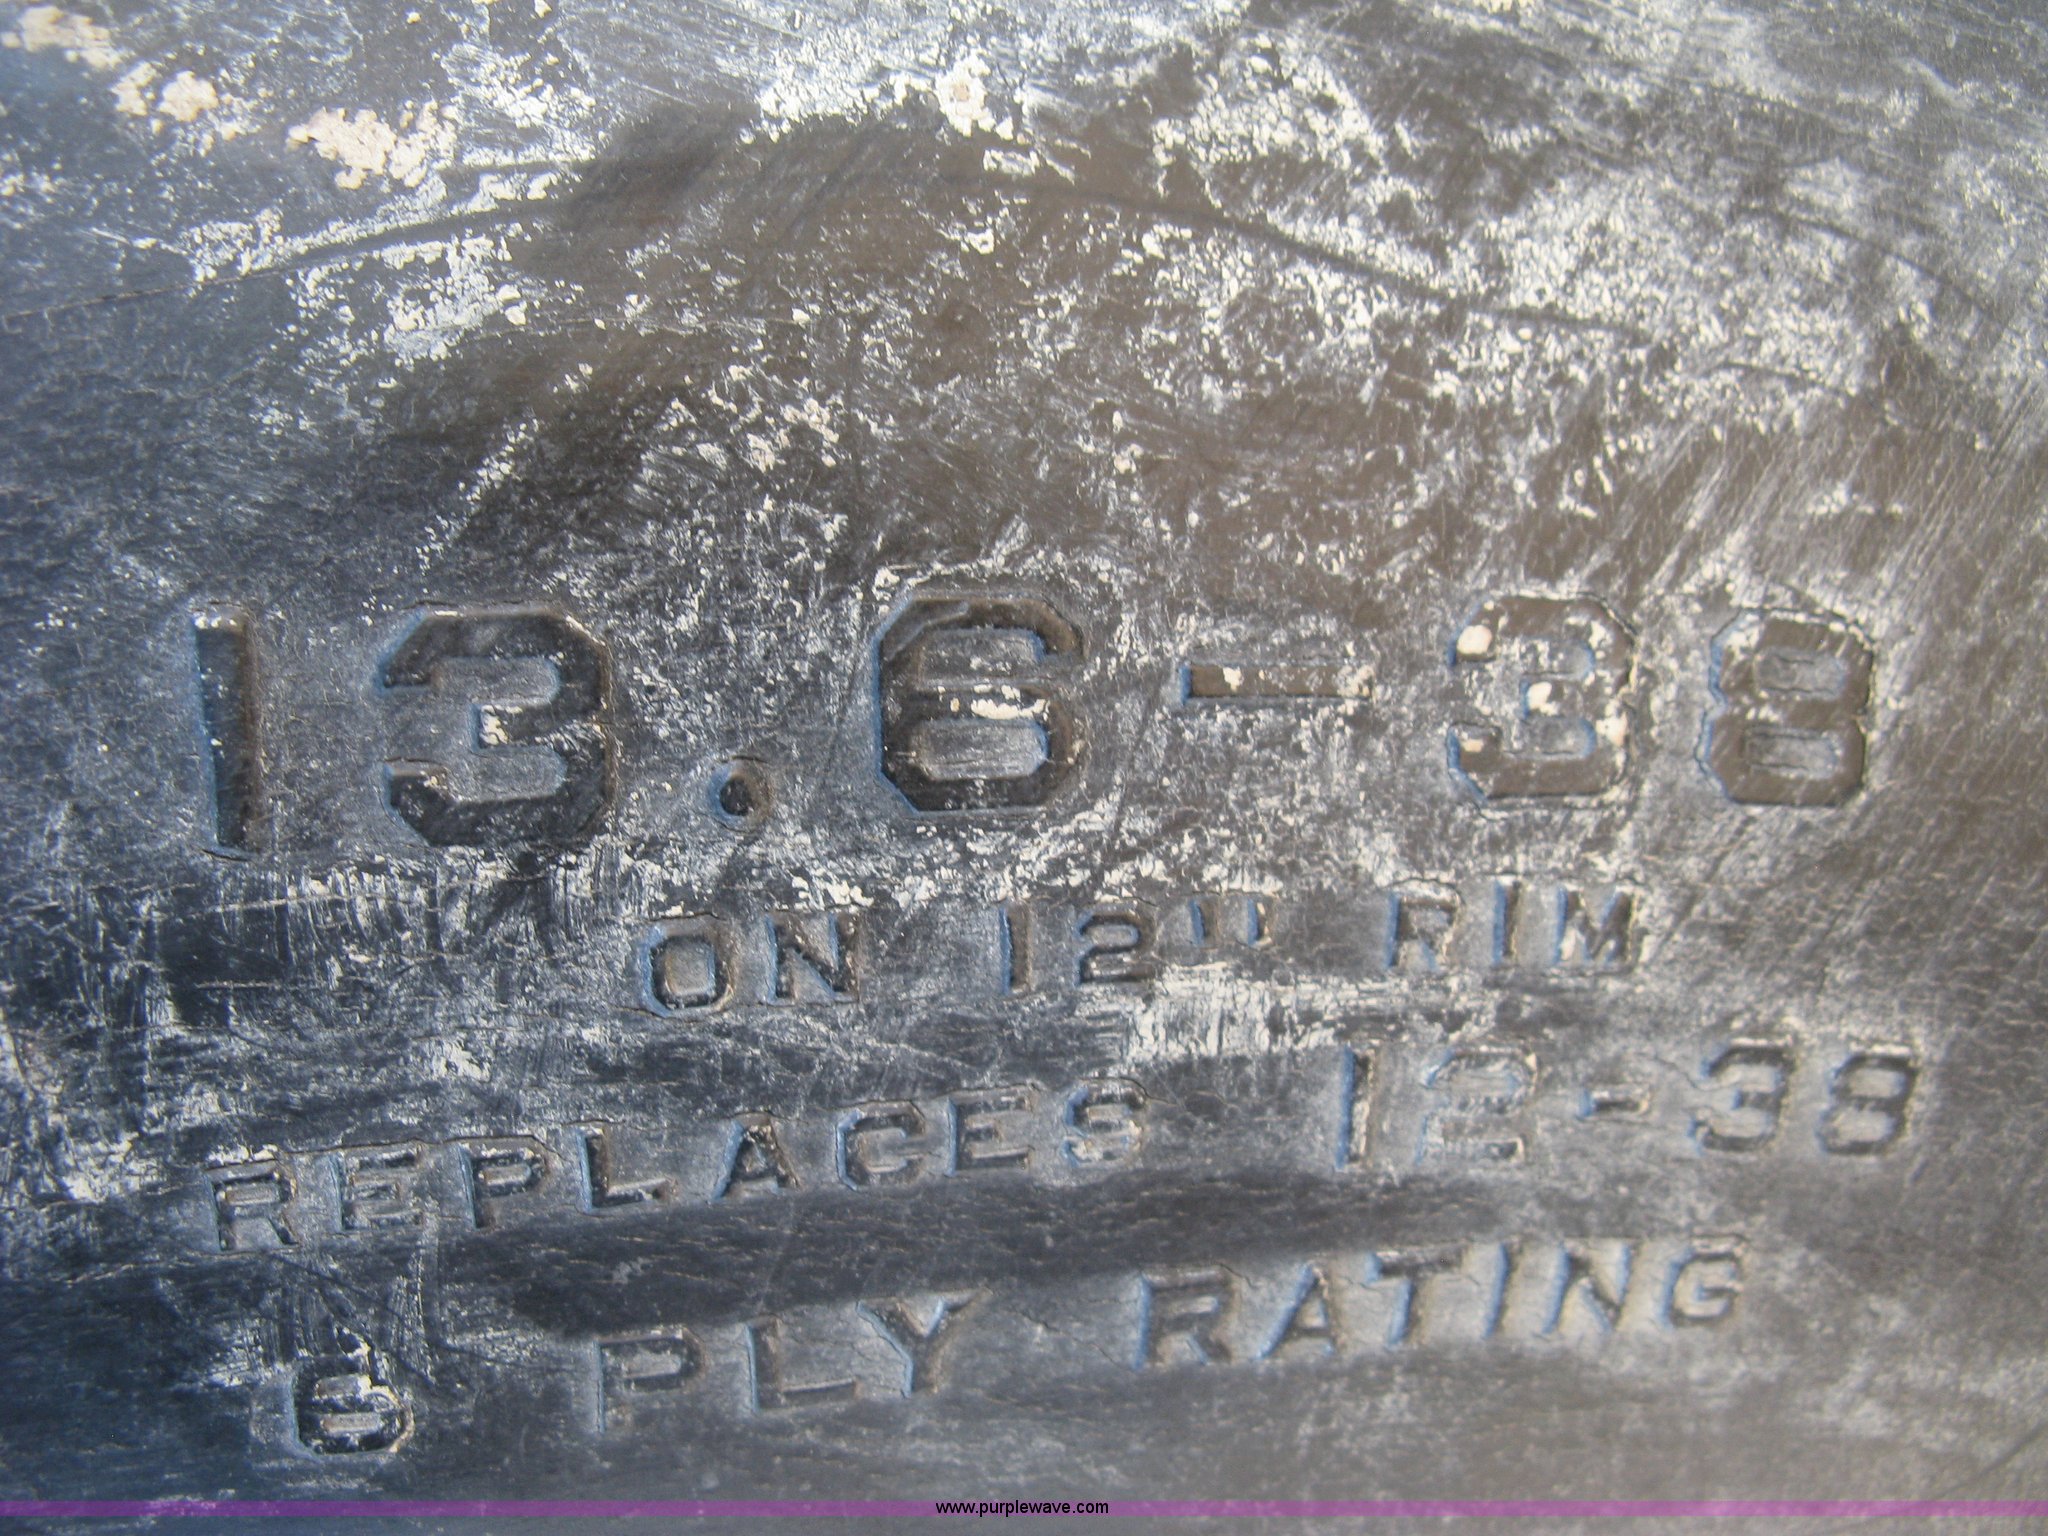 13.6-38
ON 12" RIM
REPLACES 12-38
6 PLY RATING
www.purplewave.com